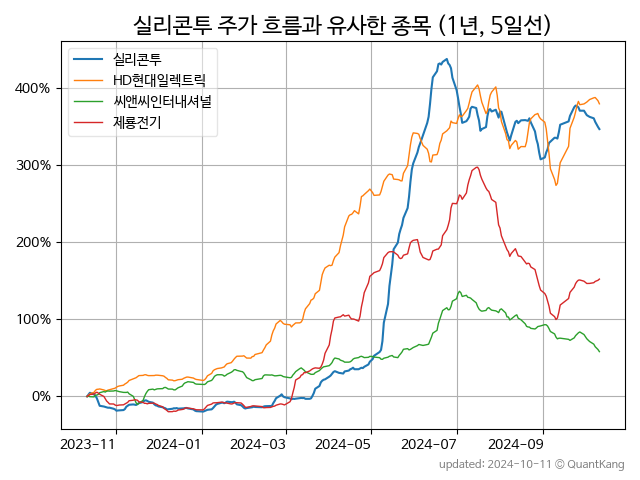 실리콘투 주가 흐름과 유사한 종목 (1년, 5일선)
실리콘투
HD현대일렉트릭
씨앤씨인터내셔널
제룡전기
400%
300%
200%
100%
0%
2023-11 2024-01 2024-03 2024-05 2024-07 2024-09
updated: 2024-10-11 © QuantKang